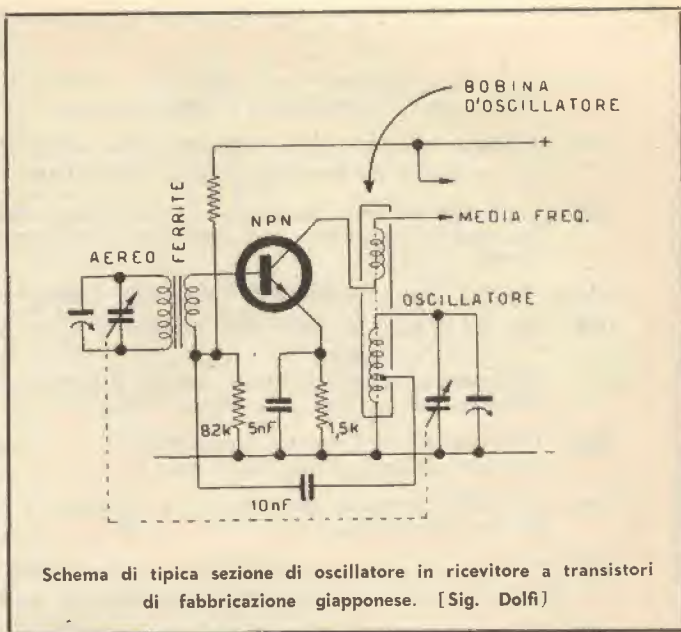 BOBINA
D'OSCILLATORE
+
NPN
FERRITE
AEREO
MEDIA FREQ.
OSCILLATORE
82K
5nF
1,5K
10nF
-
Schema di tipica sezione di oscillatore in ricevitore a transistori
di fabbricazione giapponese. [Sig. Dolfi]